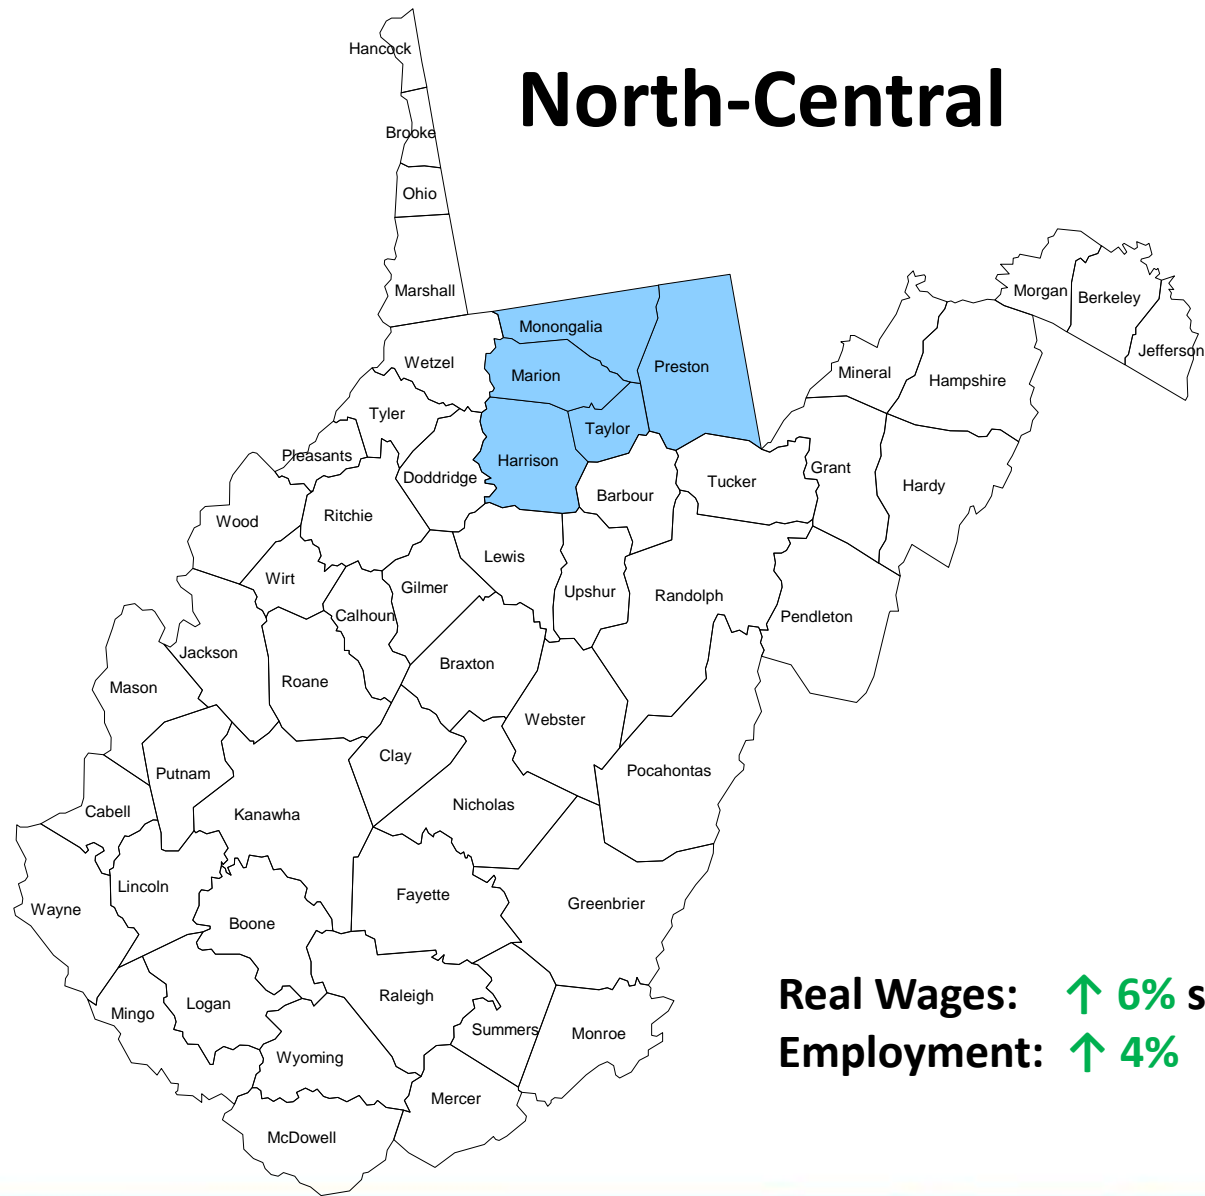 Hancock
North-Central
Brooke
Ohio
Marshall
Morgan
Berkeley
Jefferson
Monongalia
Wetzel
Marion
Preston
Mineral
Hampshire
Tyler
Taylor
Pleasants
Harrison
Doddridge
Barbour
Tucker
Grant
Hardy
Wood
Ritchie
Lewis
Wirt
Gilmer
Upshur
Randolph
Calhoun
Pendleton
Jackson
Braxton
Roane
Mason
Webster
Clay
Pocahontas
Putnam
Cabell
Kanawha
Nicholas
Lincoln
Fayette
Greenbrier
Wayne
Boone
Raleigh
Logan
Mingo
Summers
Monroe
Wyoming
Mercer
McDowell
Real Wages: ↑ 6% s
Employment: ↑ 4%